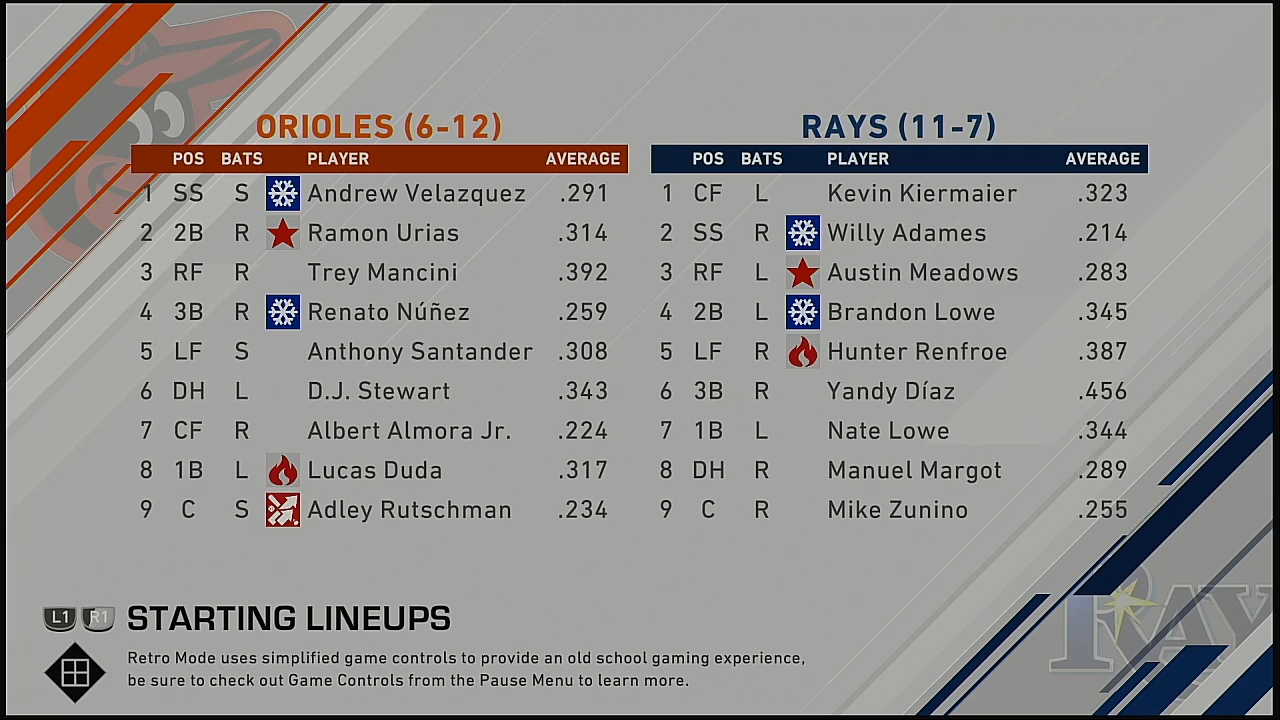 ORIOLES (6-12)
POS BATS PLAYER AVERAGE
1 SS S Andrew Velazquez .291
2 2B R Ramon Urias .314
3 RF R Trey Mancini .392
4 3B R Renato Núñez .259
5 LF S Anthony Santander .308
6 DH L D.J. Stewart .343
7 CF R Albert Almora Jr. .224
8 1B L Lucas Duda .317
9 C S Adley Rutschman .234
RAYS (11-7)
POS BATS PLAYER AVERAGE
1 CF L Kevin Kiermaier .323
2 SS R Willy Adames .214
3 RF L Austin Meadows .283
4 2B L Brandon Lowe .345
5 LF R Hunter Renfroe .387
6 3B R Yandy Díaz .456
7 1B L Nate Lowe .344
8 DH R Manuel Margot .289
9 C R Mike Zunino .255
L1 R1 STARTING LINEUPS
Retro Mode uses simplified game controls to provide an old school gaming experience,
be sure to check out Game Controls from the Pause Menu to learn more.
RAY